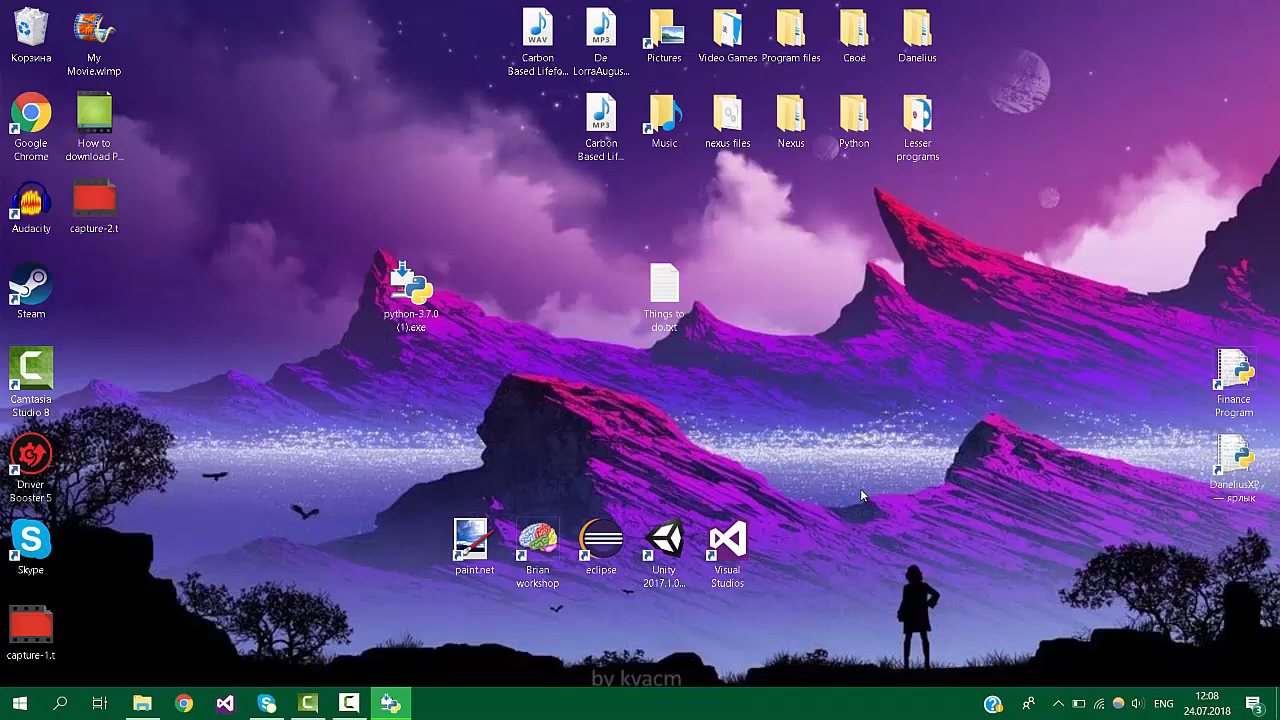 Корзина
My
Movie.wlmp
Carbon
Based Lifefo...
De
LorraAugus...
Pictures
Video Games
Program files
Своё
Danelius
Google
Chrome
How to
download P...
Carbon
Based Lif...
Music
nexus files
Nexus
Python
Lesser
programs
Audacity
capture-2.t
Steam
python-3.7.0
(1).exe
Things to
do.txt
Camtasia
Studio 8
Finance
Program
Driver
Booster 5
DaneliusXP
— ярлык
Skype
paint.net
Brian
workshop
eclipse
Unity
2017.1.0...
Visual
Studios
capture-1.t
by kvacm
ENG
12:08
24.07.2018
WAV
MP3
MP3
3